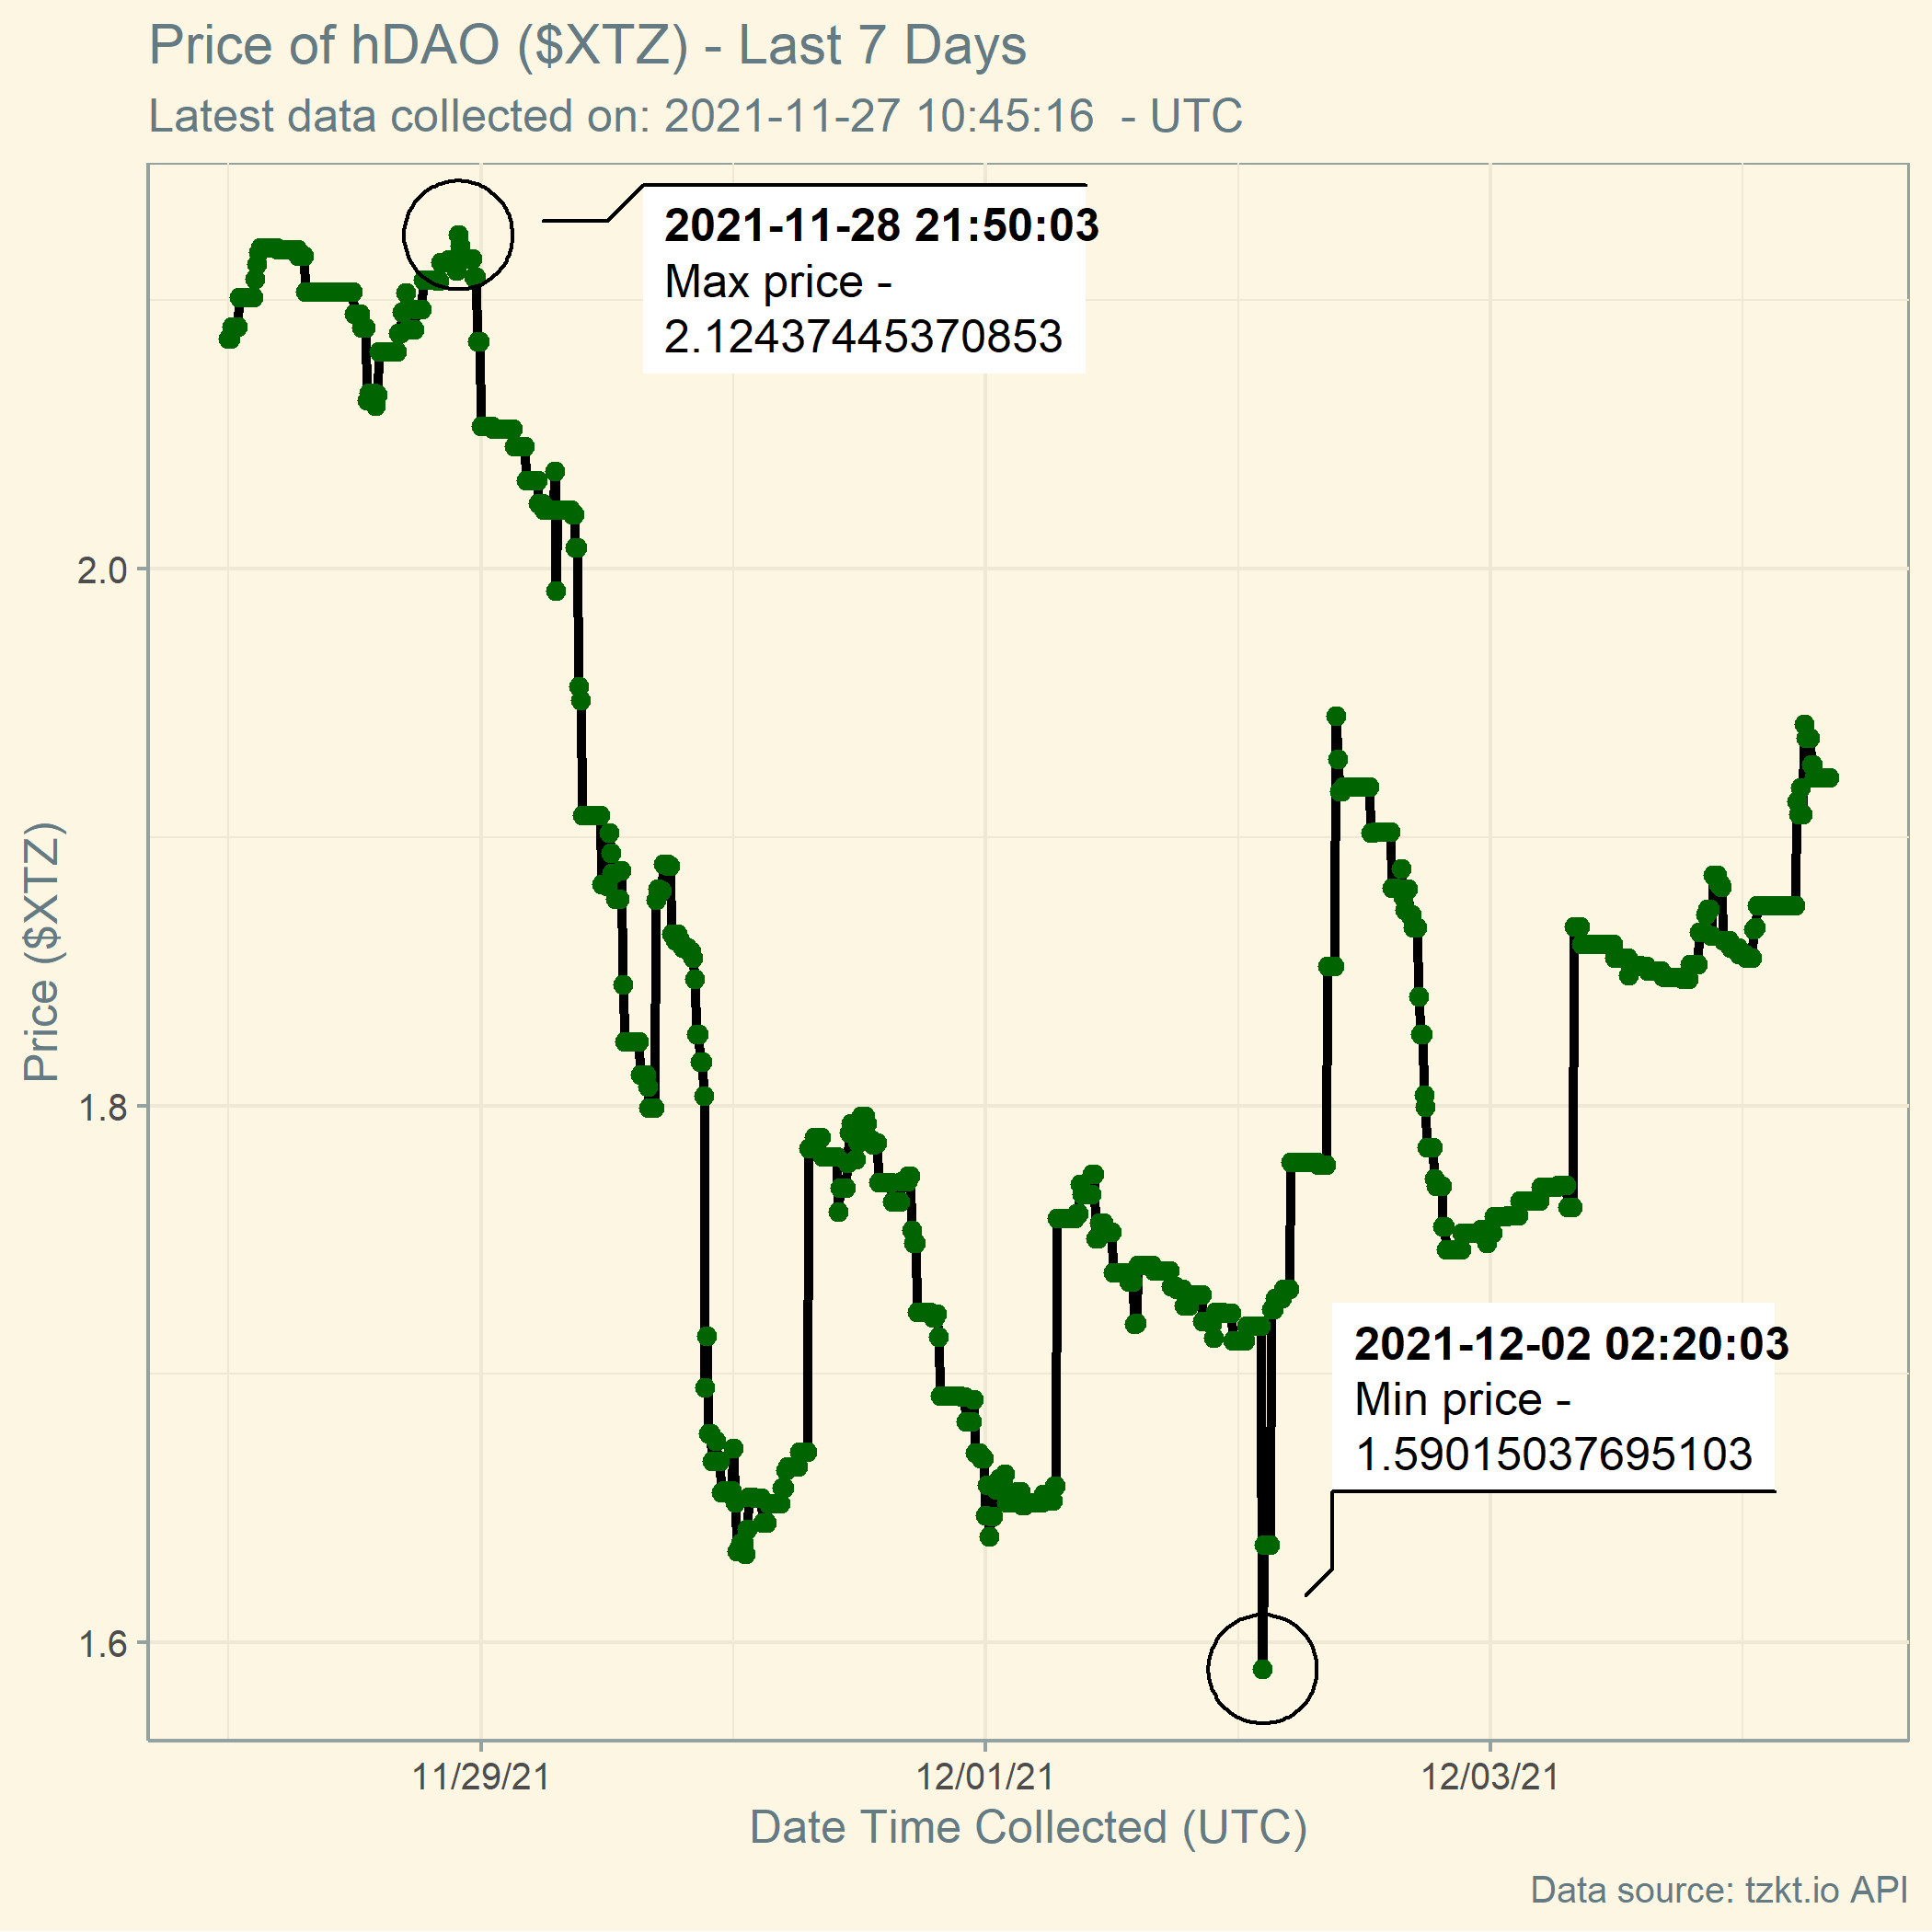 Price of hDAO ($XTZ) - Last 7 Days
Latest data collected on: 2021-11-27 10:45:16  - UTC
2021-11-28 21:50:03
Max price -
2.12437445370853
2.0
1.8
1.6
Price ($XTZ)
2021-12-02 02:20:03
Min price -
1.59015037695103
11/29/21
12/01/21
12/03/21
Date Time Collected (UTC)
Data source: tzkt.io API